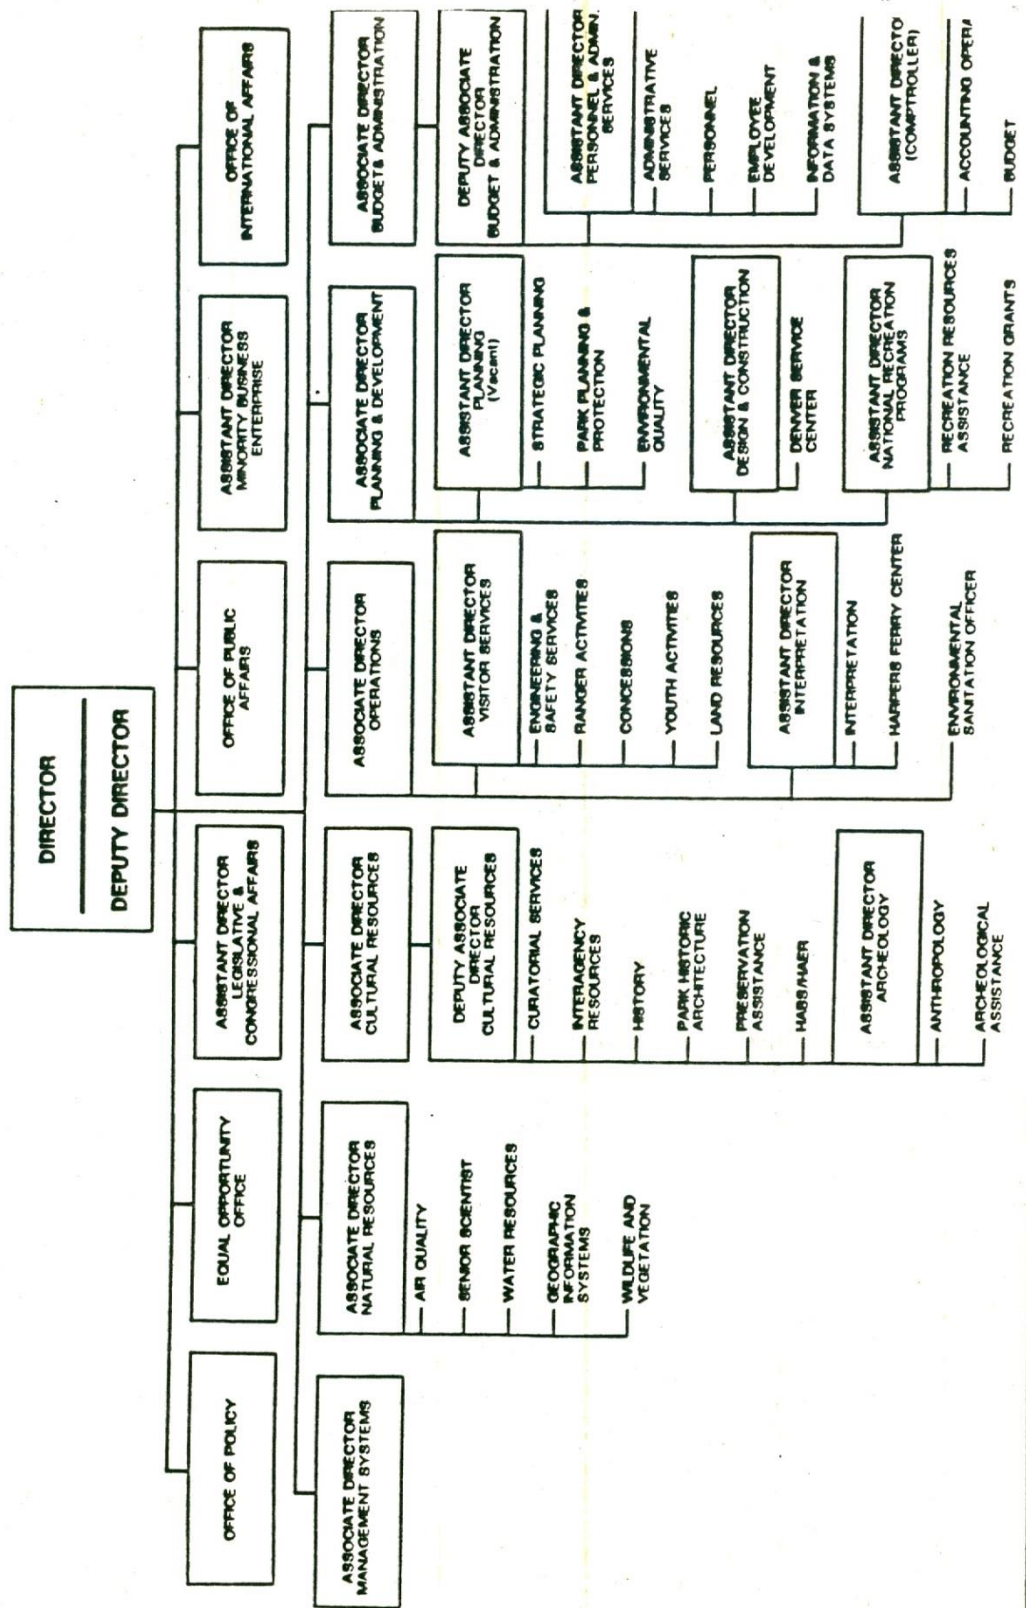 DIRECTOR
DEPUTY DIRECTOR
OFFICE OF POLICY
EQUAL OPPORTUNITY
OFFICE
ASSISTANT DIRECTOR
LEGISLATIVE &
CONGRESSIONAL AFFAIRS
OFFICE OF PUBLIC
AFFAIRS
ASSISTANT DIRECTOR
MINORITY BUSINESS
ENTERPRISE
OFFICE OF
INTERNATIONAL AFFAIRS
ASSOCIATE DIRECTOR
MANAGEMENT SYSTEMS
ASSOCIATE DIRECTOR
NATURAL RESOURCES
AIR QUALITY
SENIOR SCIENTIST
WATER RESOURCES
GEOGRAPHIC
INFORMATION
SYSTEMS
WILDLIFE AND
VEGETATION
ASSOCIATE DIRECTOR
CULTURAL RESOURCES
DEPUTY ASSOCIATE
DIRECTOR
CULTURAL RESOURCES
CURATORIAL SERVICES
INTERAGENCY
RESOURCES
HISTORY
PARK HISTORIC
ARCHITECTURE
PRESERVATION
ASSISTANCE
HABS/HAER
ASSISTANT DIRECTOR
ARCHEOLOGY
ANTHROPOLOGY
ARCHEOLOGICAL
ASSISTANCE
ASSOCIATE DIRECTOR
OPERATIONS
ASSISTANT DIRECTOR
VISITOR SERVICES
ENGINEERING &
SAFETY SERVICES
RANGER ACTIVITIES
CONCESSIONS
YOUTH ACTIVITIES
LAND RESOURCES
ASSISTANT DIRECTOR
INTERPRETATION
INTERPRETATION
HARPERS FERRY CENTER
ENVIRONMENTAL
SANITATION OFFICER
ASSOCIATE DIRECTOR
PLANNING & DEVELOPMENT
ASSISTANT DIRECTOR
PLANNING
(Vacant)
STRATEGIC PLANNING
PARK PLANNING &
PROTECTION
ENVIRONMENTAL
QUALITY
ASSISTANT DIRECTOR
DESIGN & CONSTRUCTION
DENVER SERVICE
CENTER
ASSISTANT DIRECTOR
NATIONAL RECREATION
PROGRAMS
RECREATION RESOURCES
ASSISTANCE
RECREATION GRANTS
ASSOCIATE DIRECTOR
BUDGET & ADMINISTRATION
DEPUTY ASSOCIATE
DIRECTOR
BUDGET & ADMINISTRATION
ASSISTANT DIRECTOR
PERSONNEL & ADMIN.
SERVICES
ADMINISTRATIVE
SERVICES
PERSONNEL
EMPLOYEE
DEVELOPMENT
INFORMATION &
DATA SYSTEMS
ASSISTANT DIRECTO
(COMPTROLLER)
ACCOUNTING OPERA
BUDGET